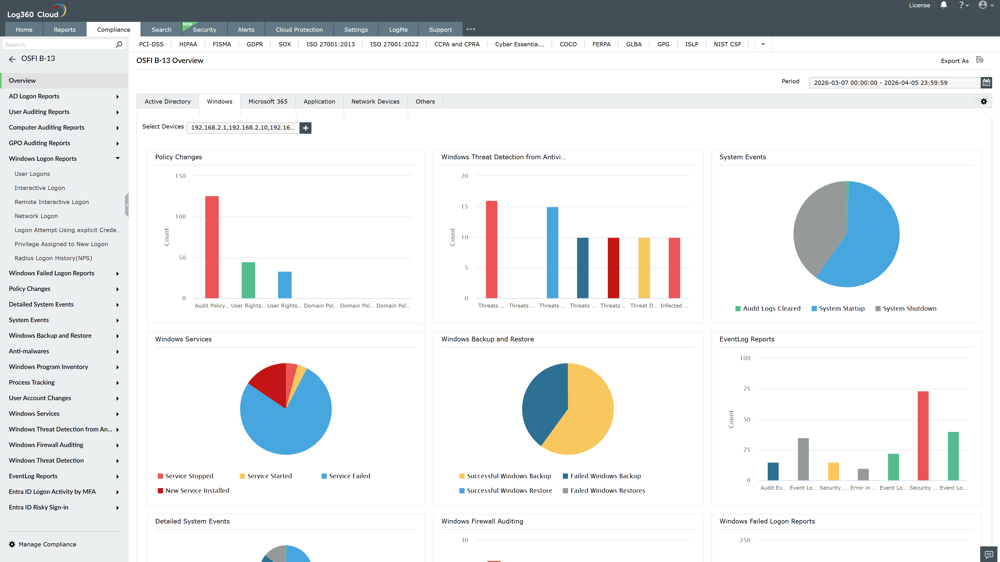 License
?
Log360 Cloud
Home
Reports
Compliance
Search
NEW
Security
Alerts
Cloud Protection
Settings
LogMe
Support
Search
PCI-DSS
HIPAA
FISMA
GDPR
SOX
ISO 27001:2013
ISO 27001:2022
CCPA and CPRA
Cyber Essentia...
COCO
FERPA
GLBA
GPG
ISLP
NIST CSF
OSFI B-13
Overview
AD Logon Reports
User Auditing Reports
Computer Auditing Reports
GPO Auditing Reports
Windows Logon Reports
User Logons
Interactive Logon
Remote Interactive Logon
Network Logon
Logon Attempt Using explicit Crede...
Privilege Assigned to New Logon
Radius Logon History(NPS)
Windows Failed Logon Reports
Policy Changes
Detailed System Events
System Events
Windows Backup and Restore
Anti-malwares
Windows Program Inventory
Process Tracking
User Account Changes
Windows Services
Windows Threat Detection from An...
Windows Firewall Auditing
Windows Threat Detection
EventLog Reports
Entra ID Logon Activity by MFA
Entra ID Risky Sign-in
Manage Compliance
OSFI B-13 Overview
Export As
Period
2026-03-07 00:00:00 - 2026-04-05 23:59:59
Active Directory
Windows
Microsoft 365
Application
Network Devices
Others
Select Devices
192.168.2.1,192.168.2.10,192.16...
Policy Changes
150
100
50
0
Count
Audit Policy...
User Rights...
User Rights...
Domain Pol...
Domain Pol...
Domain Pol...
Windows Threat Detection from Antivi...
20
15
10
5
0
Count
Threats ...
Threats ...
Threats ...
Threats ...
Threats ...
Threat D...
Infected ...
System Events
Audit Logs Cleared
System Startup
System Shutdown
Windows Services
Service Stopped
Service Started
Service Failed
New Service Installed
Windows Backup and Restore
Successful Windows Backup
Failed Windows Backup
Successful Windows Restore
Failed Windows Restores
EventLog Reports
100
75
50
25
0
Count
Audit Ev...
Event Lo...
Security ...
Error in ...
Event Lo...
Security ...
Event Lo...
Detailed System Events
Windows Firewall Auditing
30
Windows Failed Logon Reports
250